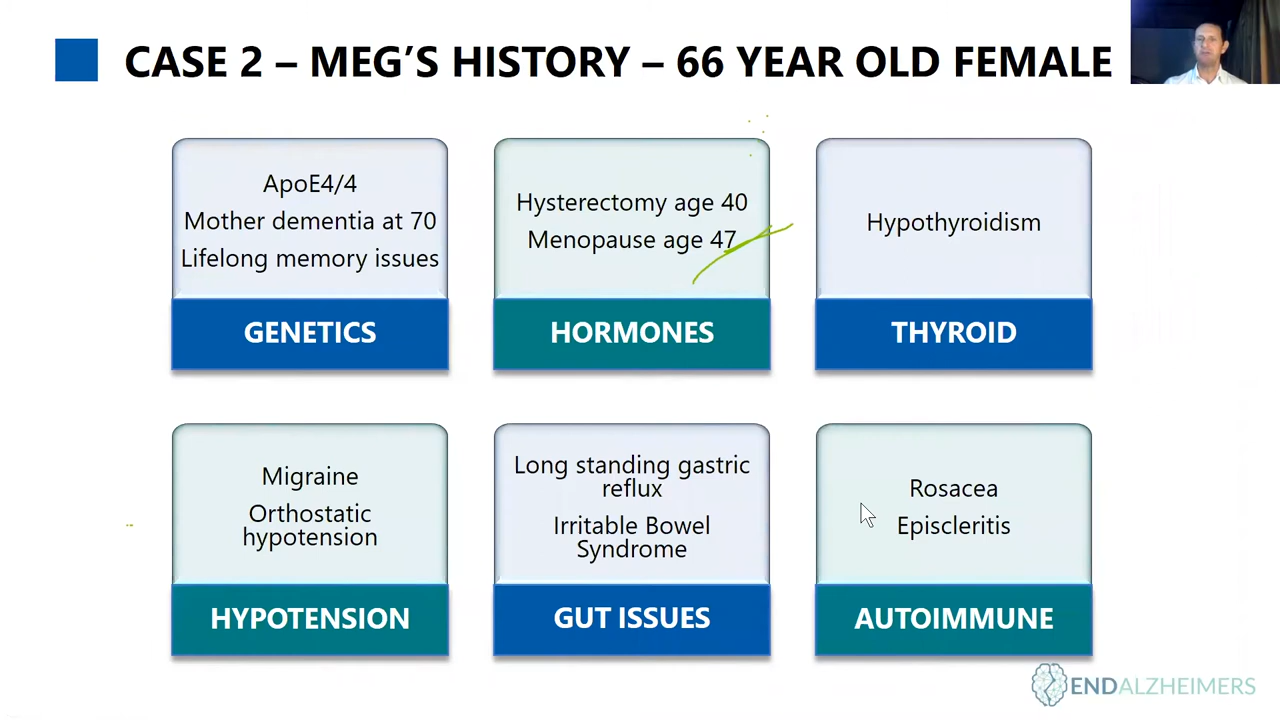 CASE 2 – MEG'S HISTORY – 66 YEAR OLD FEMALE
ApoE4/4
Mother dementia at 70
Lifelong memory issues
GENETICS
Hysterectomy age 40
Menopause age 47
HORMONES
Hypothyroidism
THYROID
Migraine
Orthostatic
hypotension
HYPOTENSION
Long standing gastric
reflux
Irritable Bowel
Syndrome
GUT ISSUES
Rosacea
Episcleritis
AUTOIMMUNE
ENDALZHEIMERS